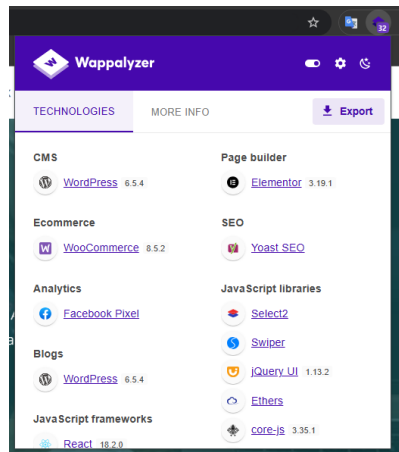 32
Wappalyzer
TECHNOLOGIES
MORE INFO
Export
CMS
WordPress 6.5.4
Ecommerce
WooCommerce 8.5.2
Analytics
Facebook Pixel
Blogs
WordPress 6.5.4
JavaScript frameworks
React 18.2.0
Page builder
Elementor 3.19.1
SEO
Yoast SEO
JavaScript libraries
Select2
Swiper
jQuery UI 1.13.2
Ethers
core-js 3.35.1